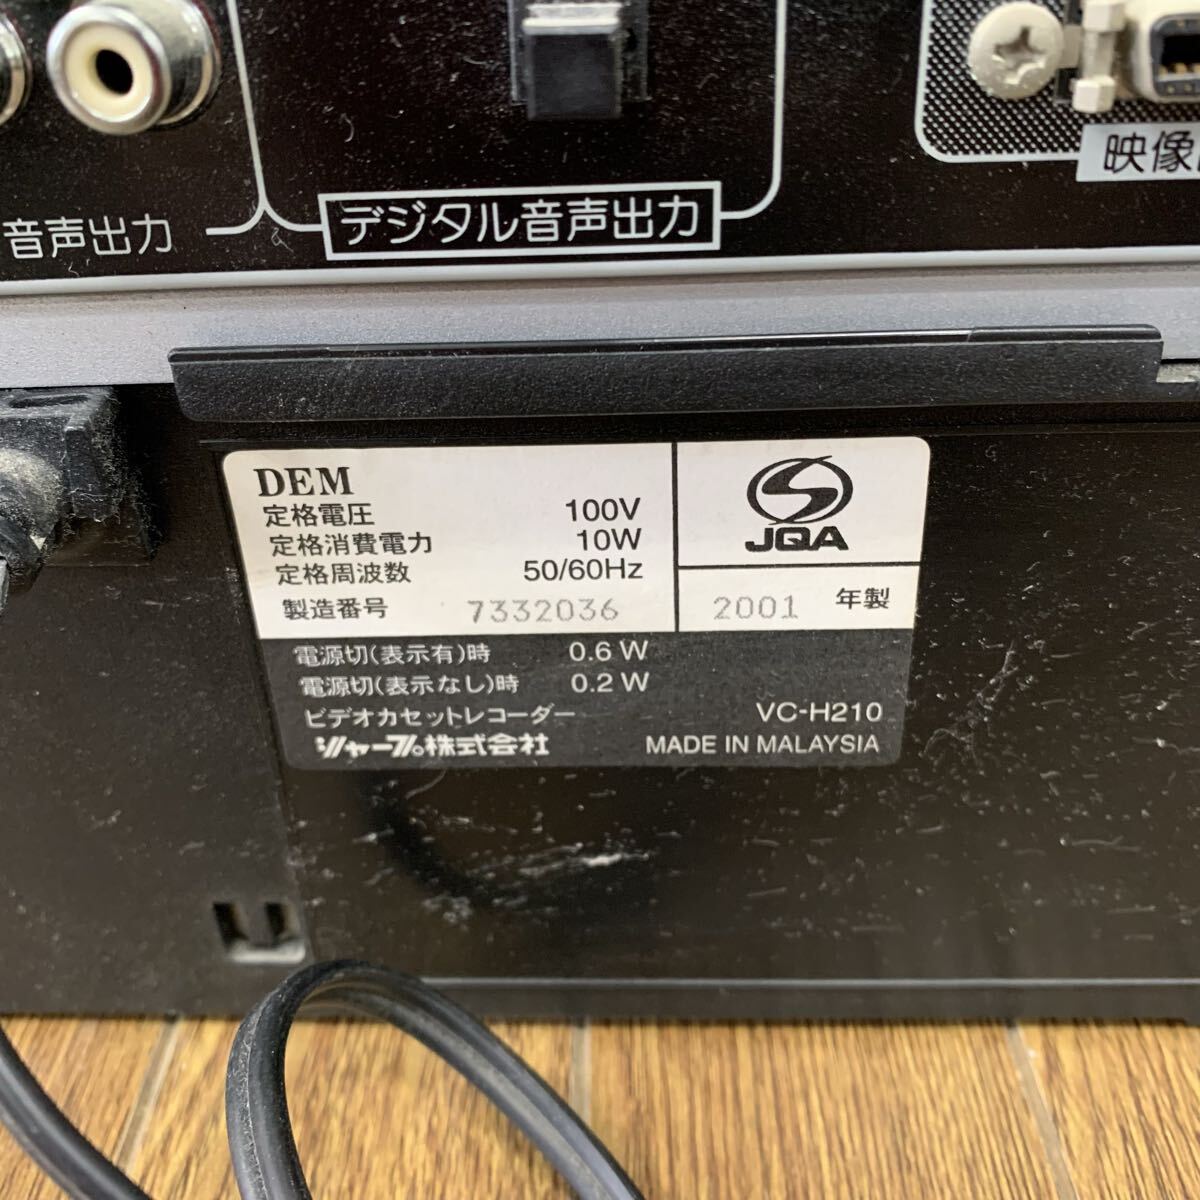 音声出力
デジタル音声出力
映像
DEM
定格電圧 100V
定格消費電力 10W
定格周波数 50/60Hz
製造番号 7332036
JQA
2001 年製
電源切(表示有)時 0.6 W
電源切(表示なし)時 0.2 W
ビデオカセットレコーダー VC-H210
シャープ株式会社 MADE IN MALAYSIA